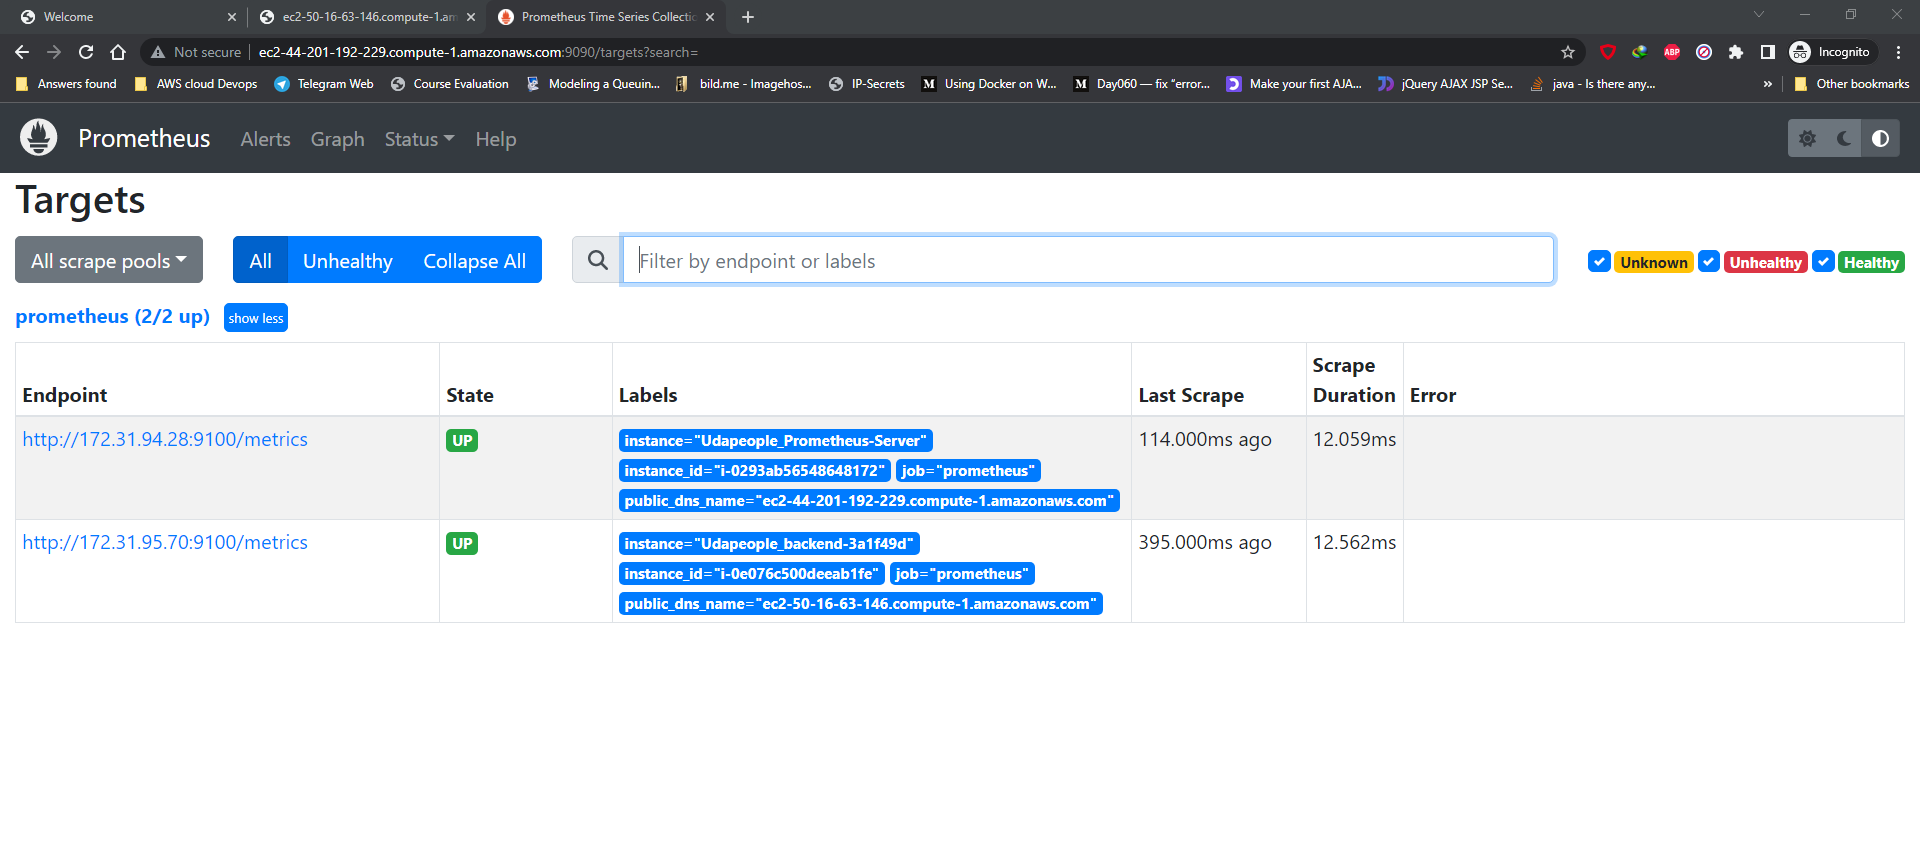 Welcome
ec2-50-16-63-146.compute-1.am
Prometheus Time Series Collectic
Not secure ec2-44-201-192-229.compute-1.amazonaws.com:9090/targets?search=
ABP
Incognito
Answers found
AWS cloud Devops
Telegram Web
Course Evaluation
Modeling a Queuin...
bild.me - Imagehos...
IP-Secrets
Using Docker on W...
Day060 — fix “error...
Make your first AJA...
jQuery AJAX JSP Se...
java - Is there any...
»
Other bookmarks
Prometheus
Alerts
Graph
Status
Help
Targets
All scrape pools
All
Unhealthy
Collapse All
Filter by endpoint or labels
Unknown
Unhealthy
Healthy
prometheus (2/2 up)
show less
Endpoint
State
Labels
Last Scrape
Scrape
Duration
Error
http://172.31.94.28:9100/metrics
UP
instance="Udapeople_Prometheus-Server"
instance_id="i-0293ab56548648172" job="prometheus"
public_dns_name="ec2-44-201-192-229.compute-1.amazonaws.com"
114.000ms ago
12.059ms
http://172.31.95.70:9100/metrics
UP
instance="Udapeople_backend-3a1f49d"
instance_id="i-0e076c500deeab1fe" job="prometheus"
public_dns_name="ec2-50-16-63-146.compute-1.amazonaws.com"
395.000ms ago
12.562ms